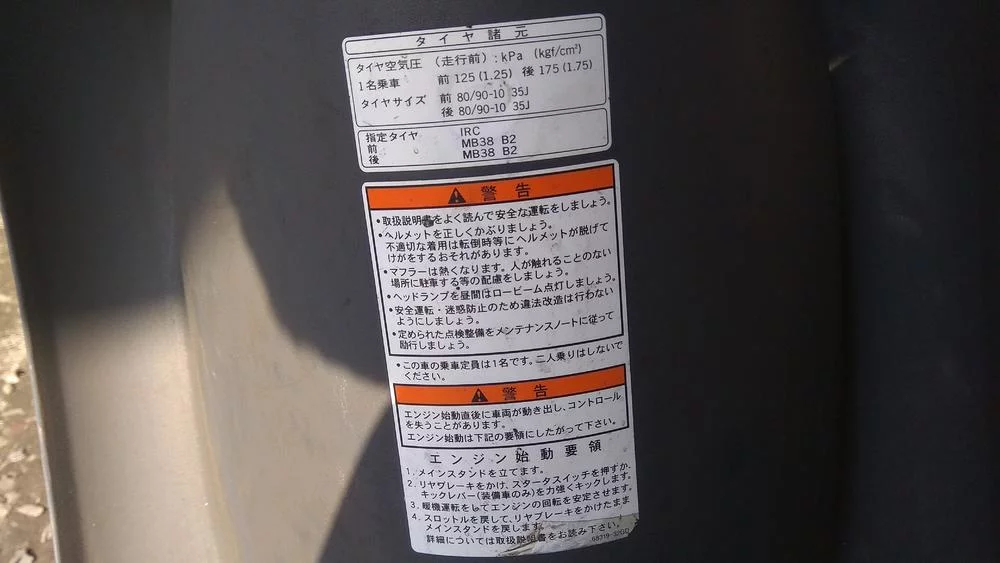 タイヤ諸元
タイヤ空気圧 (走行前) : kPa (kgf/cm²)
1名乗車 前 125 (1.25) 後 175 (1.75)
タイヤサイズ 前 80/90-10 35J
後 80/90-10 35J
指定タイヤ IRC
前 MB38 B2
後 MB38 B2
警告
•取扱説明書をよく読んで安全な運転をしましょう。
•ヘルメットを正しくかぶりましょう。
不適切な着用は転倒時等にヘルメットが脱げて
けがをするおそれがあります。
•マフラーは熱くなります。人が触れることのない
場所に駐車する等の配慮をしましょう。
•ヘッドランプを昼間はロービーム点灯しましょう。
•安全運転・迷惑防止のため違法改造は行わない
ようにしましょう。
•定められた点検整備をメンテナンスノートに従って
励行しましょう。
•この車の乗車定員は1名です。二人乗りはしないで
ください。
警告
エンジン始動直後に車両が動き出し、コントロール
を失うことがあります。
エンジン始動は下記の要領にしたがって下さい。
エンジン始動要領
1. メインスタンドを立てます。
2. リヤブレーキをかけ、スタータスイッチを押すか、
キックレバー(装備車のみ)を力強くキックします。
3. 暖機運転をしてエンジンの回転を安定させます。
4. スロットルを戻して、リヤブレーキをかけたまま
メインスタンドを戻します。
詳細については取扱説明書をお読み下さい。